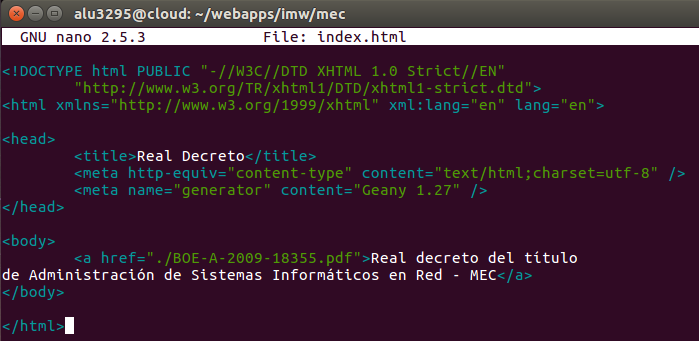 alu3295@cloud: ~/webapps/imw/mec
GNU nano 2.5.3 File: index.html
<!DOCTYPE html PUBLIC "-//W3C//DTD XHTML 1.0 Strict//EN"
"http://www.w3.org/TR/xhtml1/DTD/xhtml1-strict.dtd">
<html xmlns="http://www.w3.org/1999/xhtml" xml:lang="en" lang="en">
<head>
<title>Real Decreto</title>
<meta http-equiv="content-type" content="text/html;charset=utf-8" />
<meta name="generator" content="Geany 1.27" />
</head>
<body>
<a href="./BOE-A-2009-18355.pdf">Real decreto del título
de Administración de Sistemas Informáticos en Red - MEC</a>
</body>
</html>